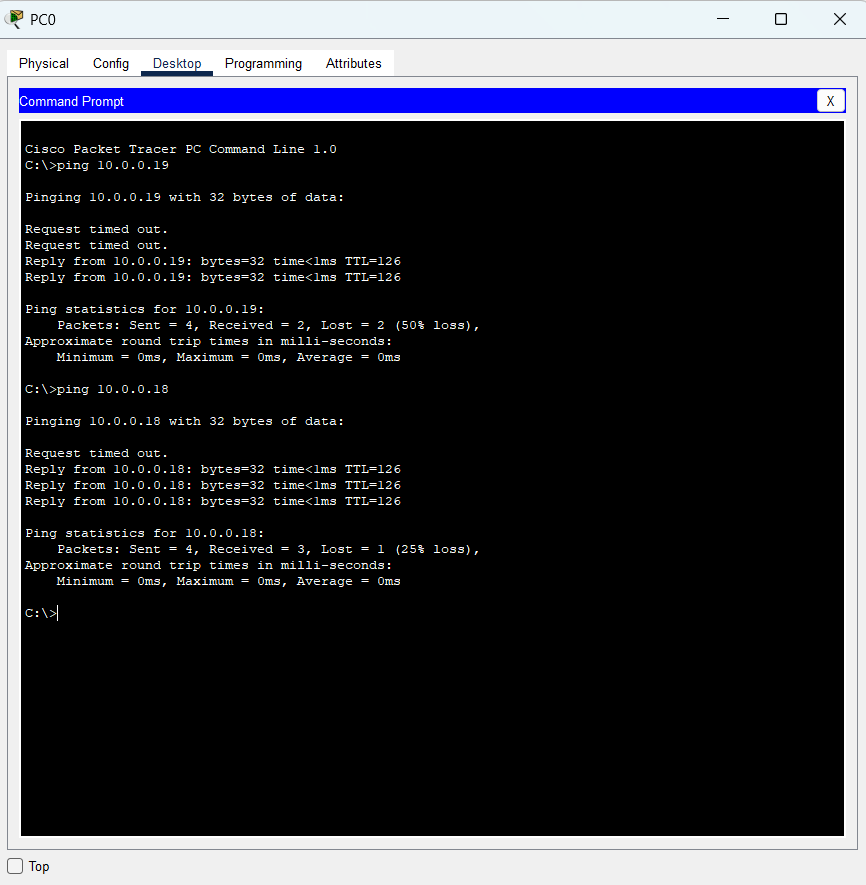 PC0
Physical Config Desktop Programming Attributes
Command Prompt X
Cisco Packet Tracer PC Command Line 1.0
C:\>ping 10.0.0.19
Pinging 10.0.0.19 with 32 bytes of data:
Request timed out.
Request timed out.
Reply from 10.0.0.19: bytes=32 time<1ms TTL=126
Reply from 10.0.0.19: bytes=32 time<1ms TTL=126
Ping statistics for 10.0.0.19:
    Packets: Sent = 4, Received = 2, Lost = 2 (50% loss),
Approximate round trip times in milli-seconds:
    Minimum = 0ms, Maximum = 0ms, Average = 0ms
C:\>ping 10.0.0.18
Pinging 10.0.0.18 with 32 bytes of data:
Request timed out.
Reply from 10.0.0.18: bytes=32 time<1ms TTL=126
Reply from 10.0.0.18: bytes=32 time<1ms TTL=126
Reply from 10.0.0.18: bytes=32 time<1ms TTL=126
Ping statistics for 10.0.0.18:
    Packets: Sent = 4, Received = 3, Lost = 1 (25% loss),
Approximate round trip times in milli-seconds:
    Minimum = 0ms, Maximum = 0ms, Average = 0ms
C:\>
Top